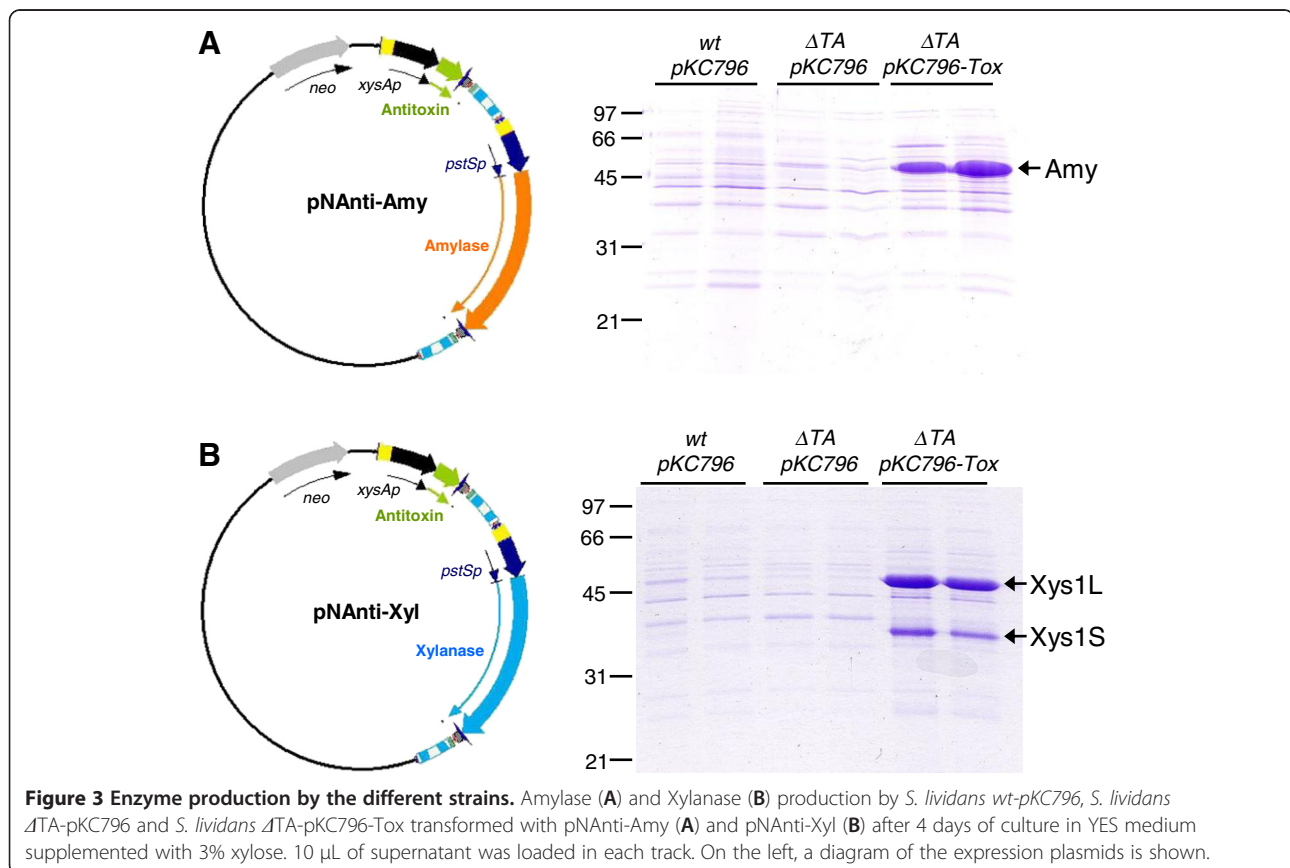 A
neo
xysAp
Antitoxin
pstSp
pNAnti-Amy
Amylase
wt
pKC796
ΔTA
pKC796
ΔTA
pKC796-Tox
97
66
45
31
21
Amy
B
neo
xysAp
Antitoxin
pstSp
pNAnti-Xyl
Xylanase
wt
pKC796
ΔTA
pKC796
ΔTA
pKC796-Tox
97
66
45
31
21
Xys1L
Xys1S
Figure 3 Enzyme production by the different strains. Amylase (A) and Xylanase (B) production by S. lividans wt-pKC796, S. lividans
ΔTA-pKC796 and S. lividans ΔTA-pKC796-Tox transformed with pNAnti-Amy (A) and pNAnti-Xyl (B) after 4 days of culture in YES medium
supplemented with 3% xylose. 10 μL of supernatant was loaded in each track. On the left, a diagram of the expression plasmids is shown.